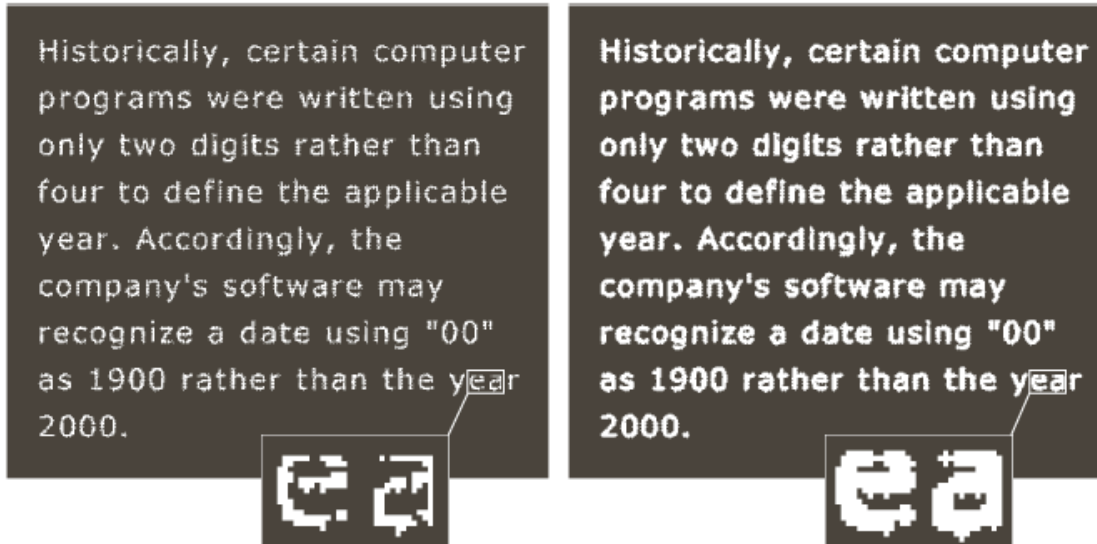 Historically, certain computer
programs were written using
only two digits rather than
four to define the applicable
year. Accordingly, the
company's software may
recognize a date using "00"
as 1900 rather than the year
2000.
ea
Historically, certain computer
programs were written using
only two digits rather than
four to define the applicable
year. Accordingly, the
company's software may
recognize a date using "00"
as 1900 rather than the year
2000.
ea